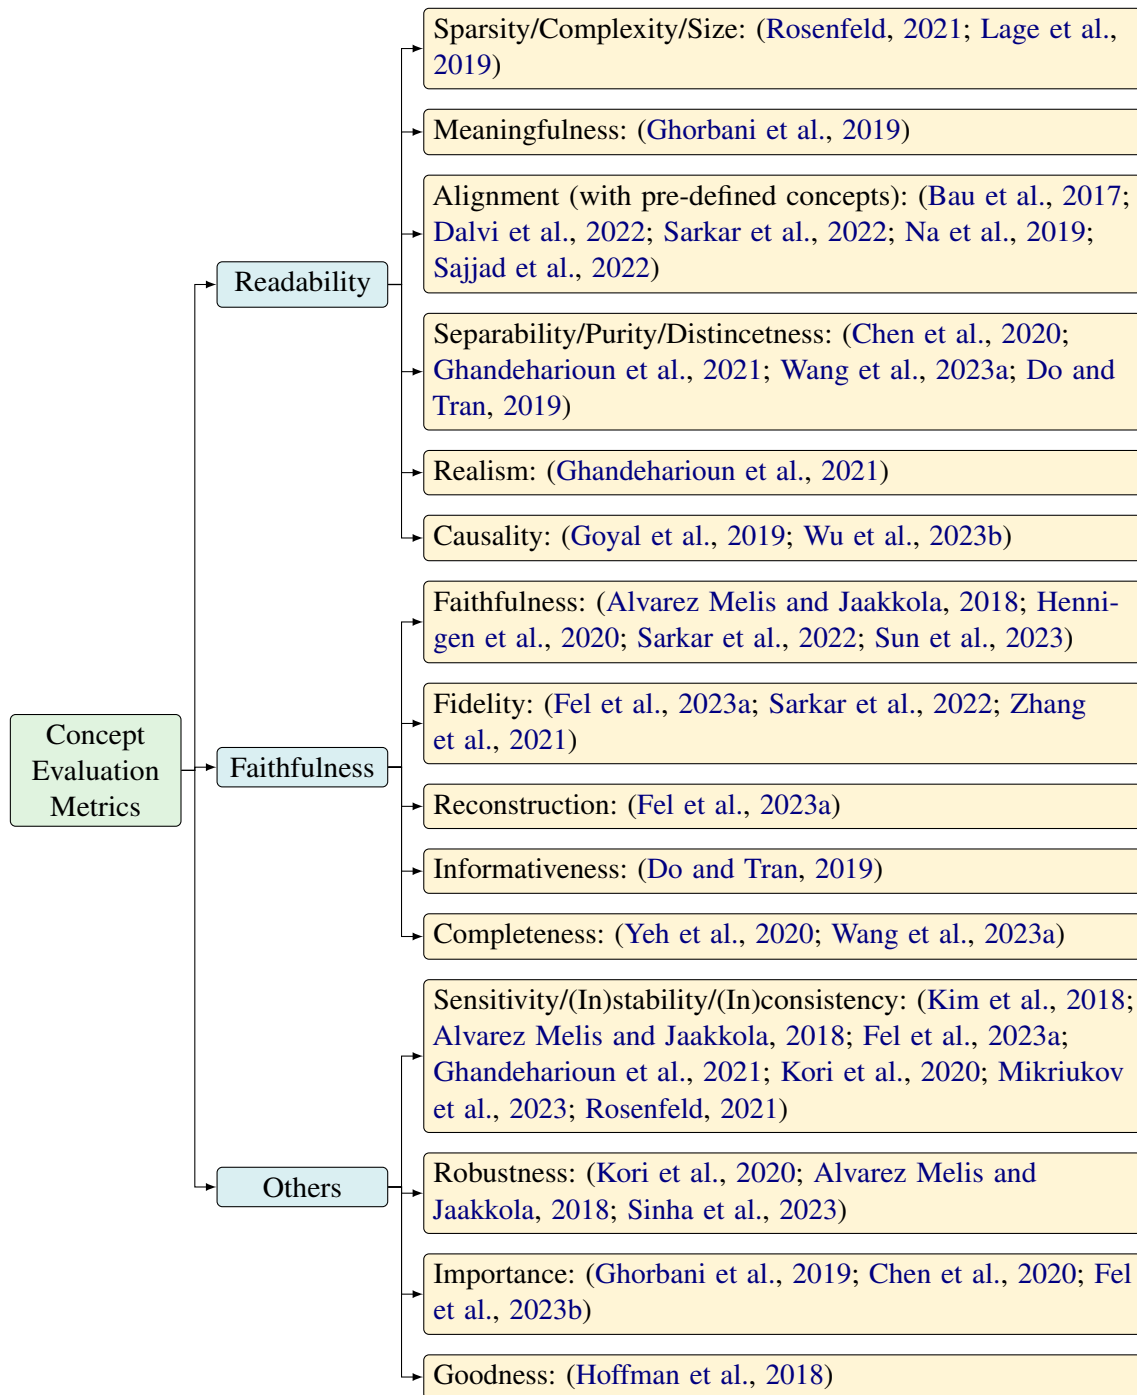 Sparsity/Complexity/Size: (Rosenfeld, 2021; Lage et al.,
2019)
Meaningfulness: (Ghorbani et al., 2019)
Alignment (with pre-defined concepts): (Bau et al., 2017;
Dalvi et al., 2022; Sarkar et al., 2022; Na et al., 2019;
Sajjad et al., 2022)
Readability
Separability/Purity/Distincetness: (Chen et al., 2020;
Ghandeharioun et al., 2021; Wang et al., 2023a; Do and
Tran, 2019)
Realism: (Ghandeharioun et al., 2021)
Causality: (Goyal et al., 2019; Wu et al., 2023b)
Faithfulness: (Alvarez Melis and Jaakkola, 2018; Henni-
gen et al., 2020; Sarkar et al., 2022; Sun et al., 2023)
Fidelity: (Fel et al., 2023a; Sarkar et al., 2022; Zhang
et al., 2021)
Concept
Evaluation
Metrics
Faithfulness
Reconstruction: (Fel et al., 2023a)
Informativeness: (Do and Tran, 2019)
Completeness: (Yeh et al., 2020; Wang et al., 2023a)
Sensitivity/(In)stability/(In)consistency: (Kim et al., 2018;
Alvarez Melis and Jaakkola, 2018; Fel et al., 2023a;
Ghandeharioun et al., 2021; Kori et al., 2020; Mikriukov
et al., 2023; Rosenfeld, 2021)
Others
Robustness: (Kori et al., 2020; Alvarez Melis and
Jaakkola, 2018; Sinha et al., 2023)
Importance: (Ghorbani et al., 2019; Chen et al., 2020; Fel
et al., 2023b)
Goodness: (Hoffman et al., 2018)